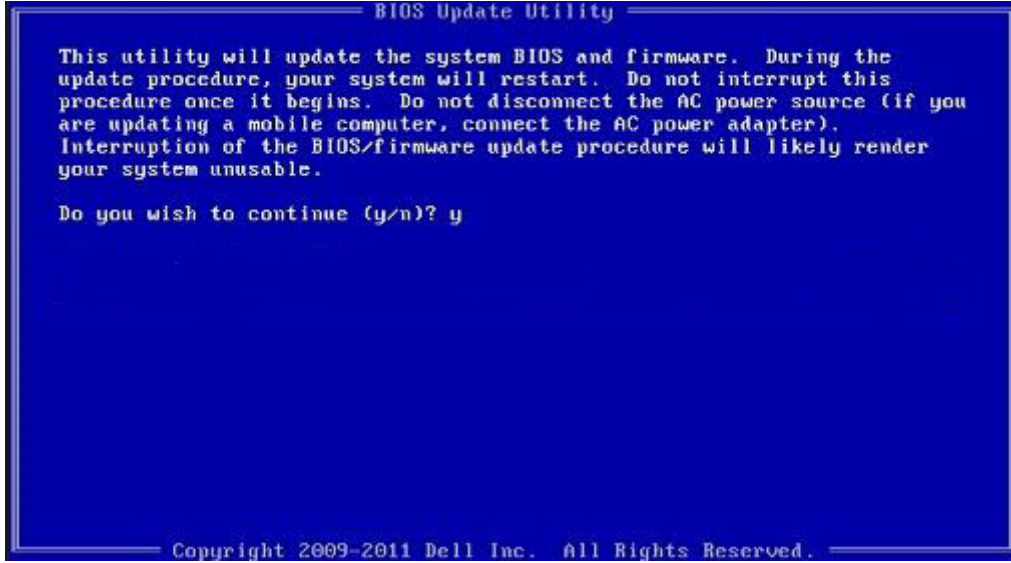 BIOS Update Utility
This utility will update the system BIOS and firmware.  During the
update procedure, your system will restart.  Do not interrupt this
procedure once it begins.  Do not disconnect the AC power source (if you
are updating a mobile computer, connect the AC power adapter).
Interruption of the BIOS/firmware update procedure will likely render
your system unusable.
Do you wish to continue (y/n)? y
Copyright 2009-2011 Dell Inc.  All Rights Reserved.